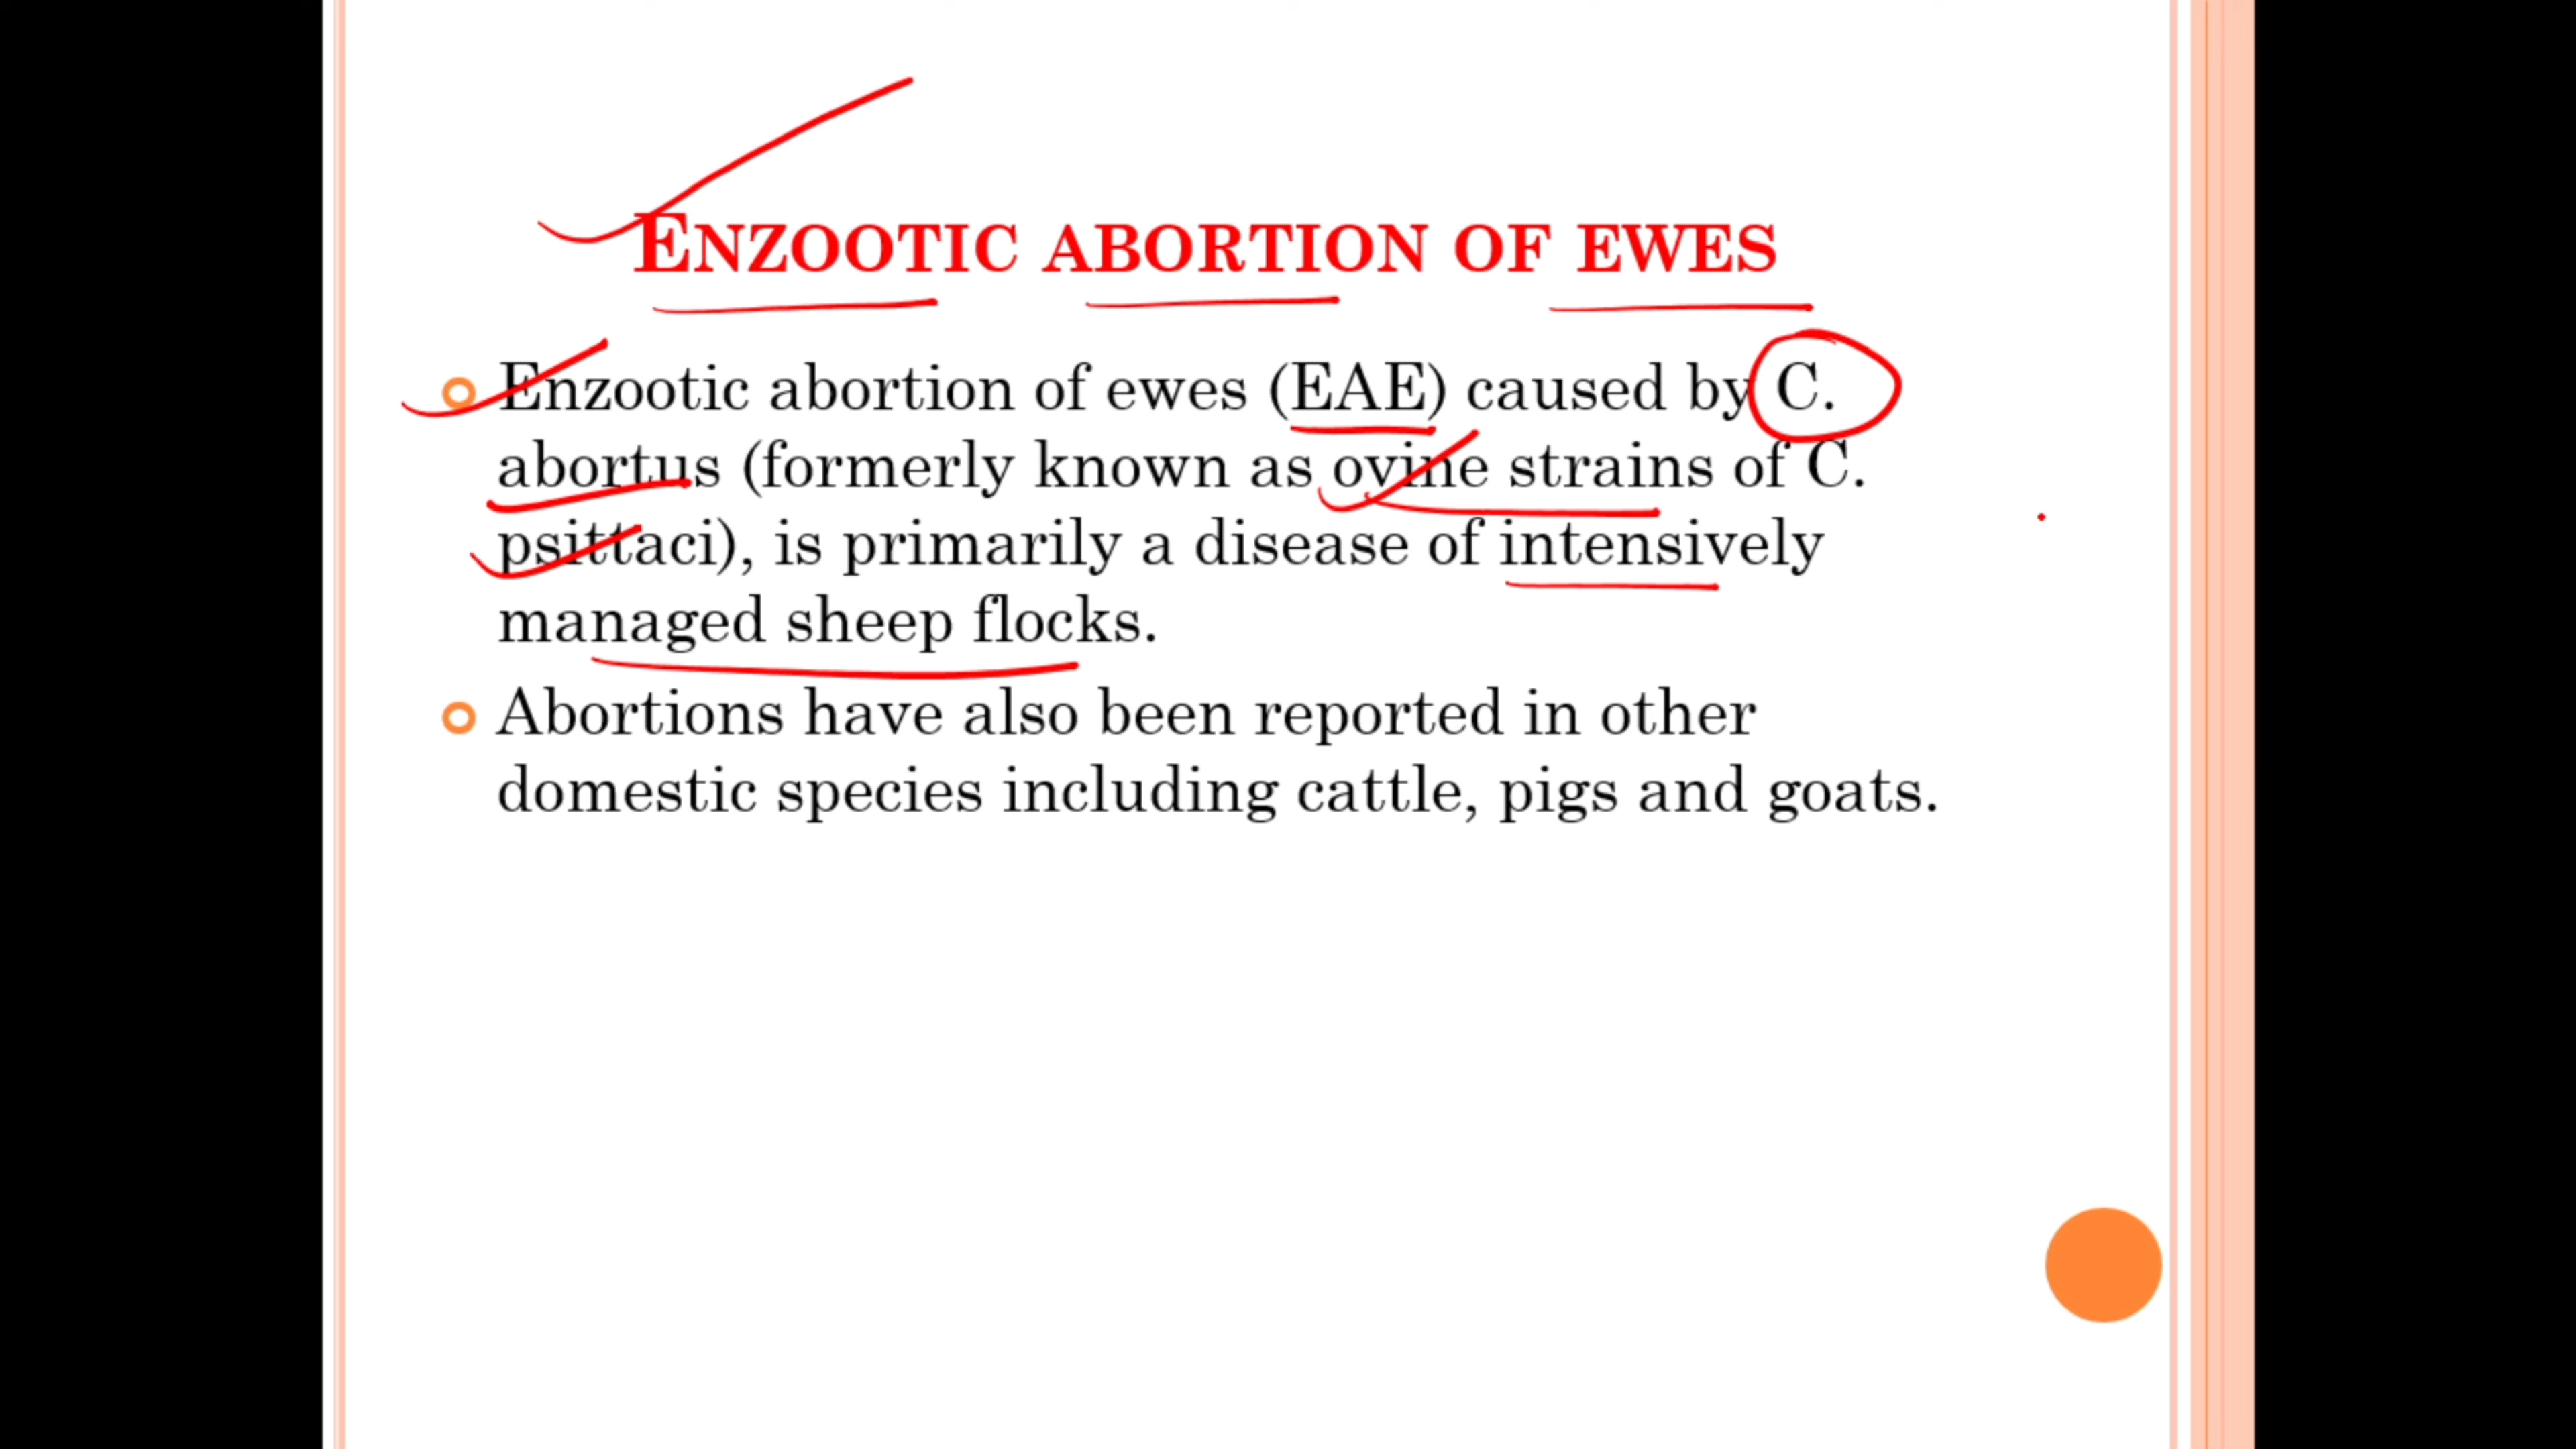 ENZOOTIC ABORTION OF EWES
Enzootic abortion of ewes (EAE) caused by C.
abortus (formerly known as ovine strains of C.
psittaci), is primarily a disease of intensively
managed sheep flocks.
Abortions have also been reported in other
domestic species including cattle, pigs and goats.